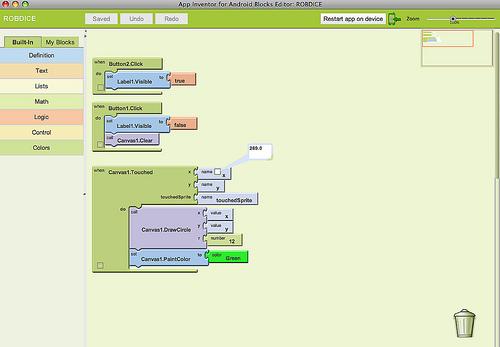 App Inventor for Android Blocks Editor: ROBDICE
ROBDICE
Saved
Undo
Redo
Restart app on device
Zoom
100%
Built-In
My Blocks
Definition
Text
Lists
Math
Logic
Control
Colors
when Button2.Click
do
set Label1.Visible to true
when Button1.Click
do
set Label1.Visible to false
call Canvas1.Clear
289.0
when Canvas1.Touched
x name x
y name y
touchedSprite name touchedSprite
do
call Canvas1.DrawCircle
x value x
y value y
r number 12
set Canvas1.PaintColor to color Green